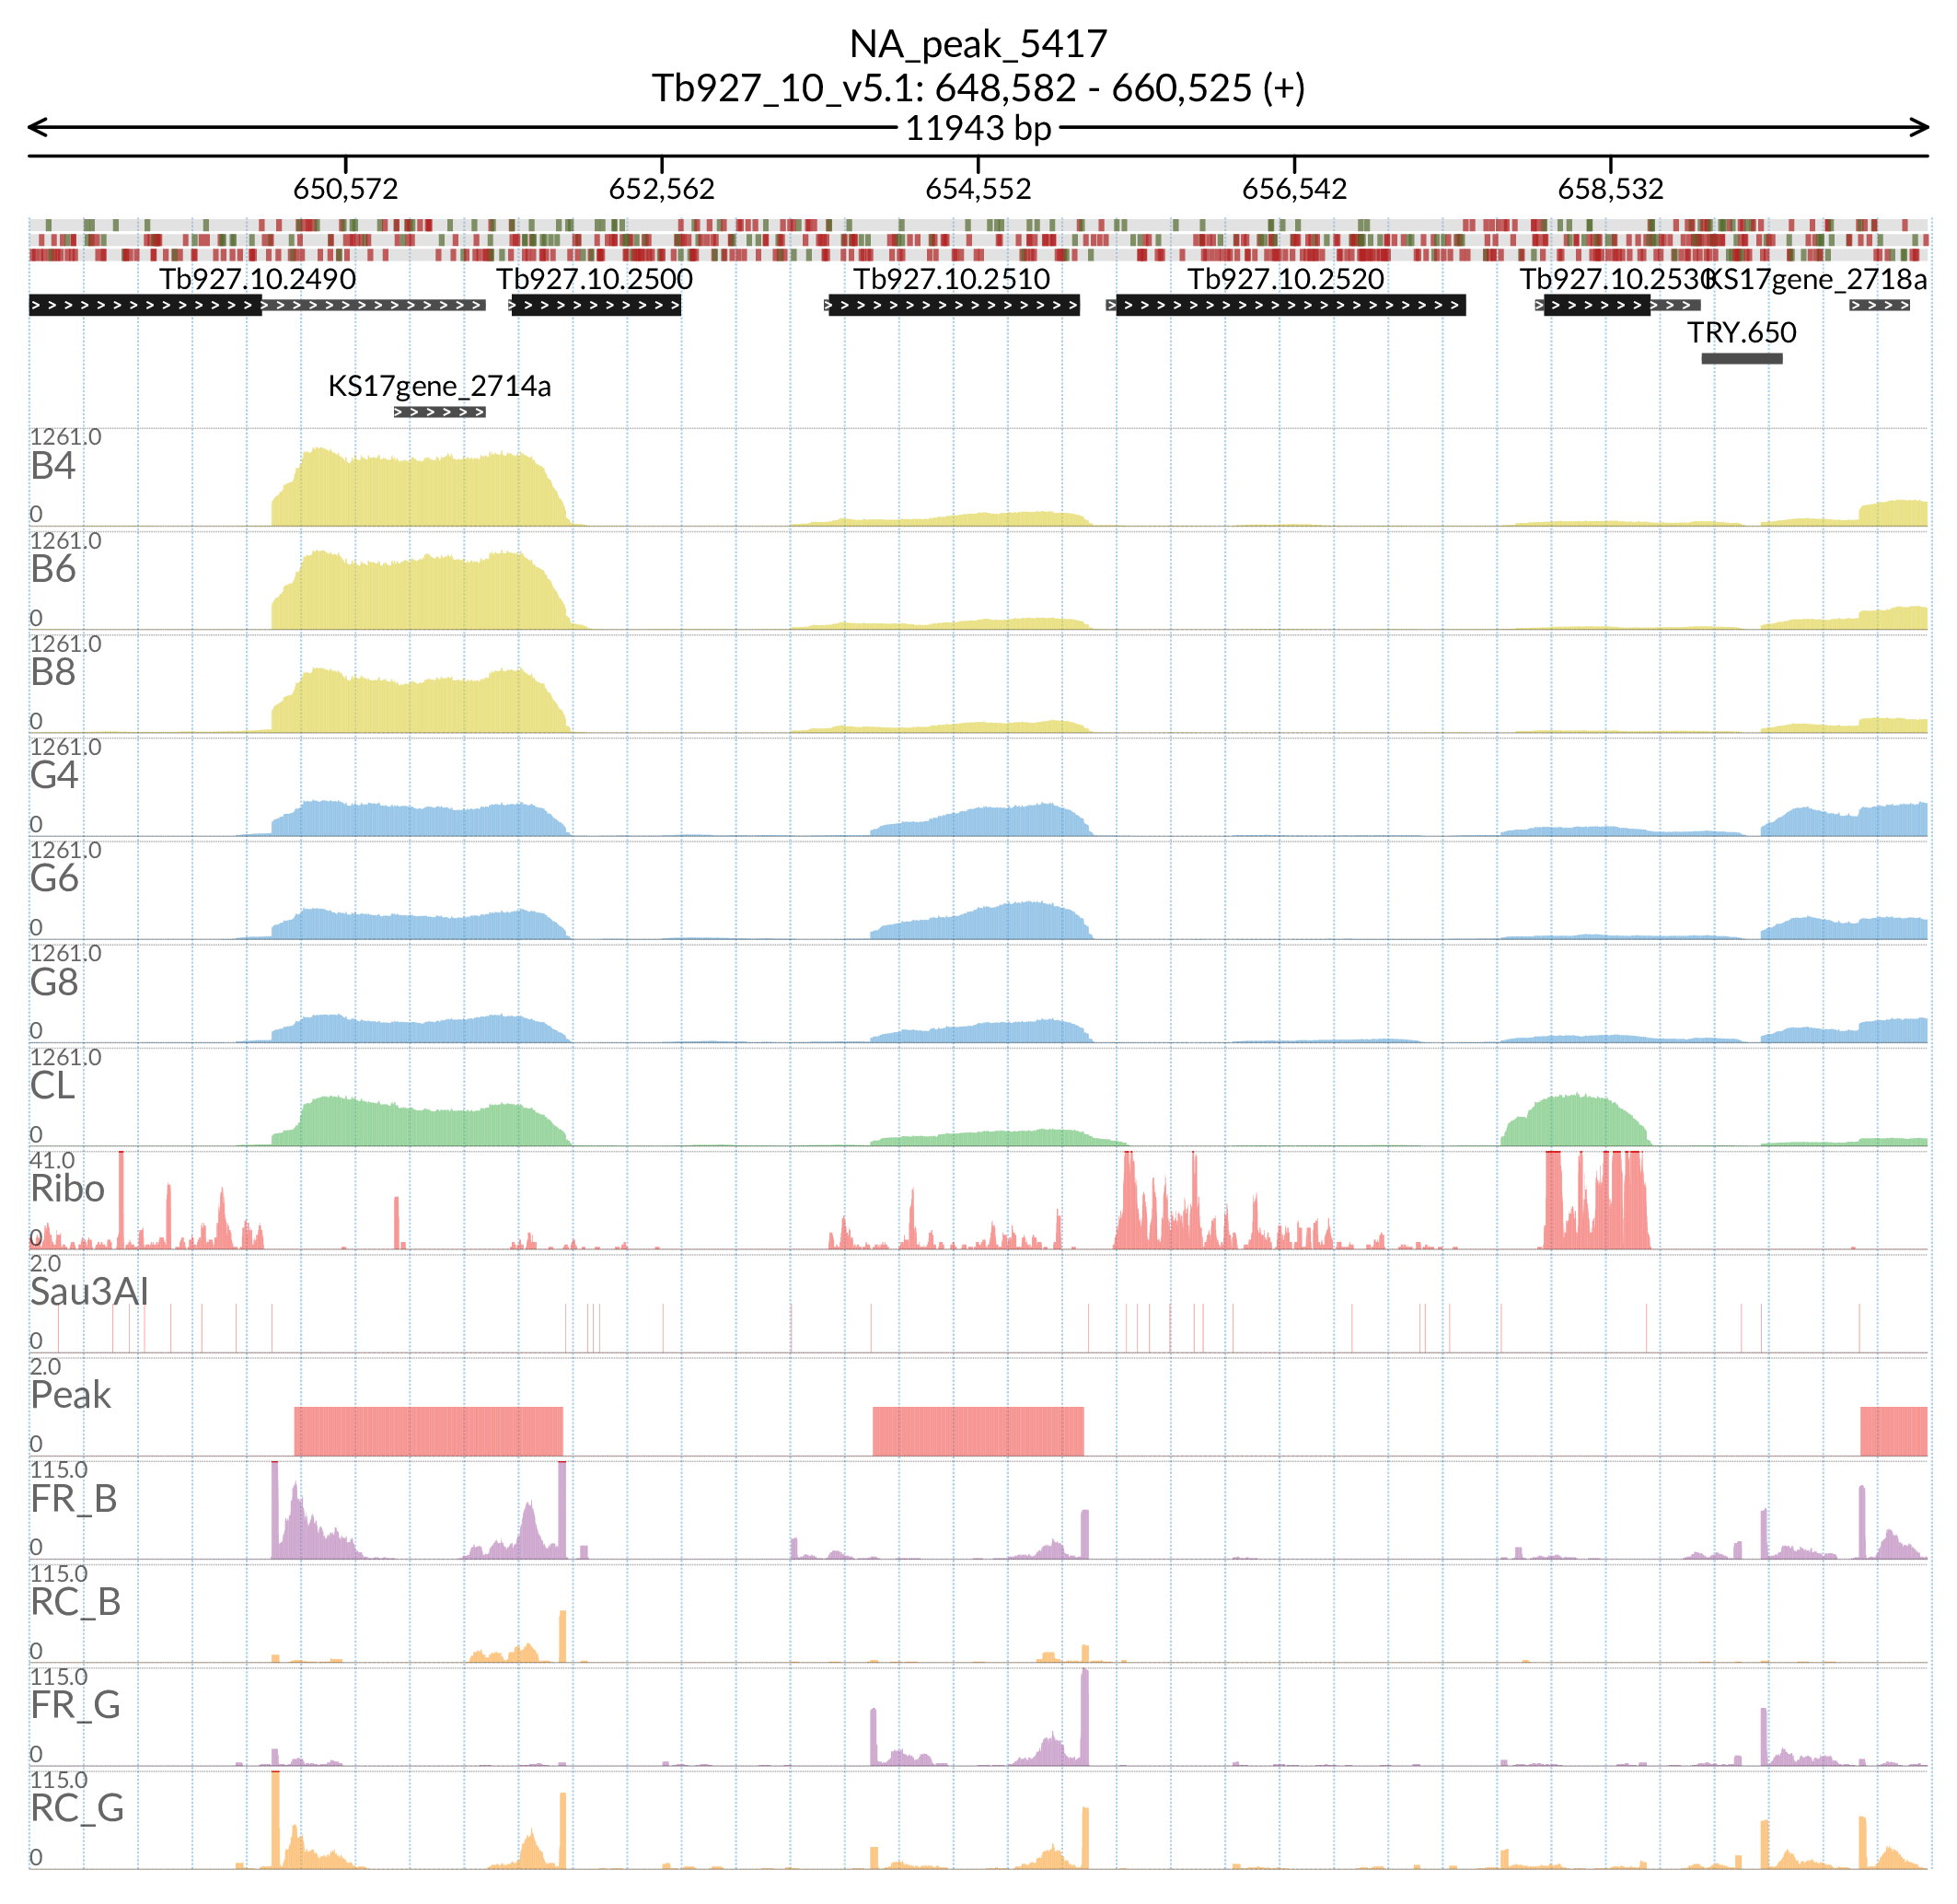 NA_peak_5417
Tb927_10_v5.1: 648,582 - 660,525 (+)
11943 bp
650,572 652,562 654,552 656,542 658,532
Tb927.10.2490 Tb927.10.2500 Tb927.10.2510 Tb927.10.2520 Tb927.10.2530 KS17gene_2718a
TRY.650
KS17gene_2714a
1261.0
B4
0
1261.0
B6
0
1261.0
B8
0
1261.0
G4
0
1261.0
G6
0
1261.0
G8
0
1261.0
CL
0
41.0
Ribo
0
2.0
Sau3AI
0
2.0
Peak
0
115.0
FR_B
0
115.0
RC_B
0
115.0
FR_G
0
115.0
RC_G
0